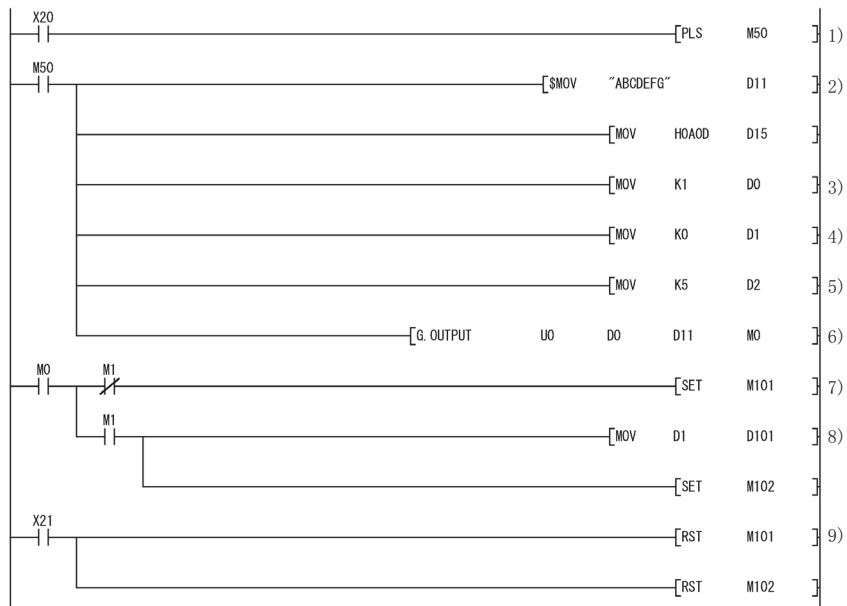 X20
[PLS M50 ] 1)
M50
[$MOV "ABCDEFG" D11 ] 2)
[MOV H0A0D D15 ]
[MOV K1 D0 ] 3)
[MOV K0 D1 ] 4)
[MOV K5 D2 ] 5)
[G.OUTPUT U0 D0 D11 M0 ] 6)
M0 M1
[SET M101 ] 7)
M1
[MOV D1 D101 ] 8)
[SET M102 ]
X21
[RST M101 ] 9)
[RST M102 ]